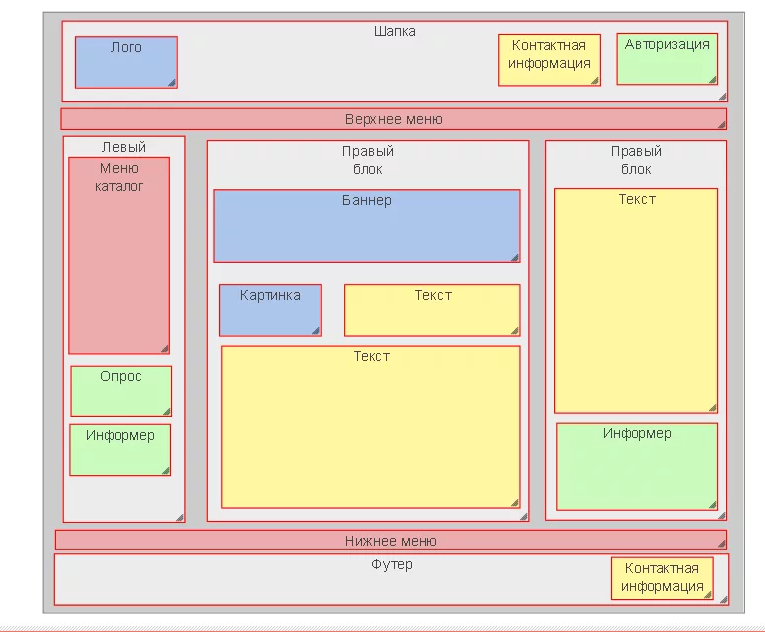 Шапка
Лого
Контактная
информация
Авторизация
Верхнее меню
Левый
Меню
каталог
Опрос
Информер
Правый
блок
Баннер
Картинка
Текст
Текст
Правый
блок
Текст
Информер
Нижнее меню
Футер
Контактная
информация